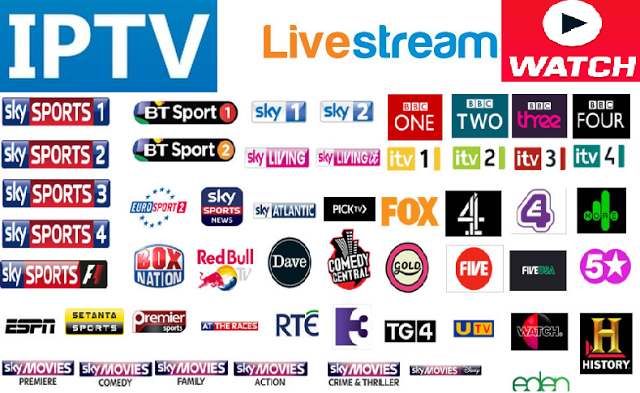 IPTV
Livestream
WATCH
sky SPORTS 1
BT Sport 1
sky 1
sky 2
BBC ONE
BBC TWO
BBC three
BBC FOUR
sky SPORTS 2
BT Sport 2
sky LIVING
sky LIVING it
itv 1
itv 2
itv 3
itv 4
sky SPORTS 3
EUROSPORT 2
sky SPORTS NEWS
sky ATLANTIC
PICK TV
FOX
4
E4
MORE 4
sky SPORTS 4
sky SPORTS F1
BOX NATION
Red Bull TV
Dave
COMEDY CENTRAL
GOLD
FIVE
FIVE USA
5
ESPN
SETANTA SPORTS
Premier sports
AT THE RACES
RTÉ
3
TG4
UTV
WATCH
H
HISTORY
sky MOVIES PREMIERE
sky MOVIES COMEDY
sky MOVIES FAMILY
sky MOVIES ACTION
sky MOVIES CRIME & THRILLER
sky MOVIES Disney
eden